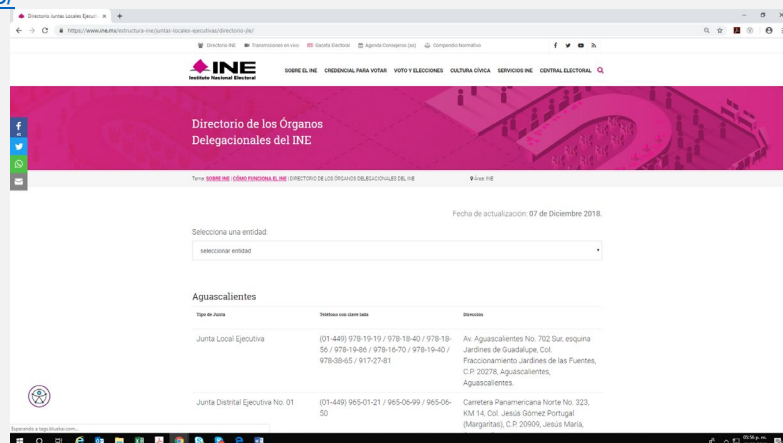 Directorio Juntas Locales Ejecuti
https://www.ine.mx/estructura-ine/juntas-locales-ejecutivas/directorio-jle/
Directorio INE Transmisiones en vivo Gaceta Electoral Agenda Consejeros (as) Compendio Normativo
INE
Instituto Nacional Electoral
SOBRE EL INE CREDENCIAL PARA VOTAR VOTO Y ELECCIONES CULTURA CÍVICA SERVICIOS INE CENTRAL ELECTORAL
Directorio de los Órganos
Delegacionales del INE
Tema: SOBRE INE | CÓMO FUNCIONA EL INE | DIRECTORIO DE LOS ÓRGANOS DELEGACIONALES DEL INE
Área: INE
Fecha de actualización: 07 de Diciembre 2018.
Selecciona una entidad:
seleccionar entidad
Aguascalientes
Tipo de Junta Teléfono con clave lada Dirección
Junta Local Ejecutiva (01-449) 978-19-19 / 978-18-40 / 978-18- Av. Aguascalientes No. 702 Sur, esquina
56 / 978-19-86 / 978-16-70 / 978-19-40 / Jardines de Guadalupe, Col.
978-38-65 / 917-27-81 Fraccionamiento Jardines de las Fuentes,
C.P. 20278, Aguascalientes,
Aguascalientes.
Junta Distrital Ejecutiva No. 01 (01-449) 965-01-21 / 965-06-99 / 965-06- Carretera Panamericana Norte No. 323,
50 KM 14, Col. Jesús Gómez Portugal
(Margaritas), C.P. 20909, Jesús María,
05:56 p. m.